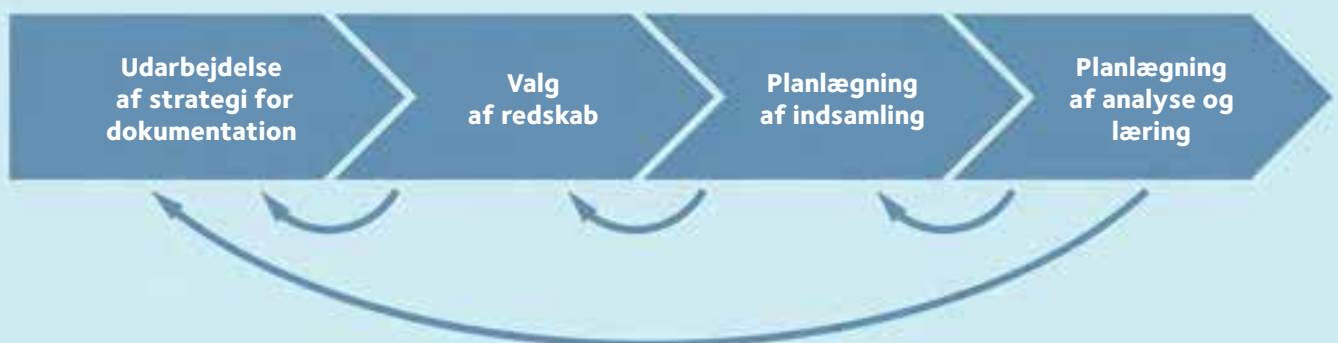 Udarbejdelse
af strategi for
dokumentation
Valg
af redskab
Planlægning
af indsamling
Planlægning
af analyse og
læring